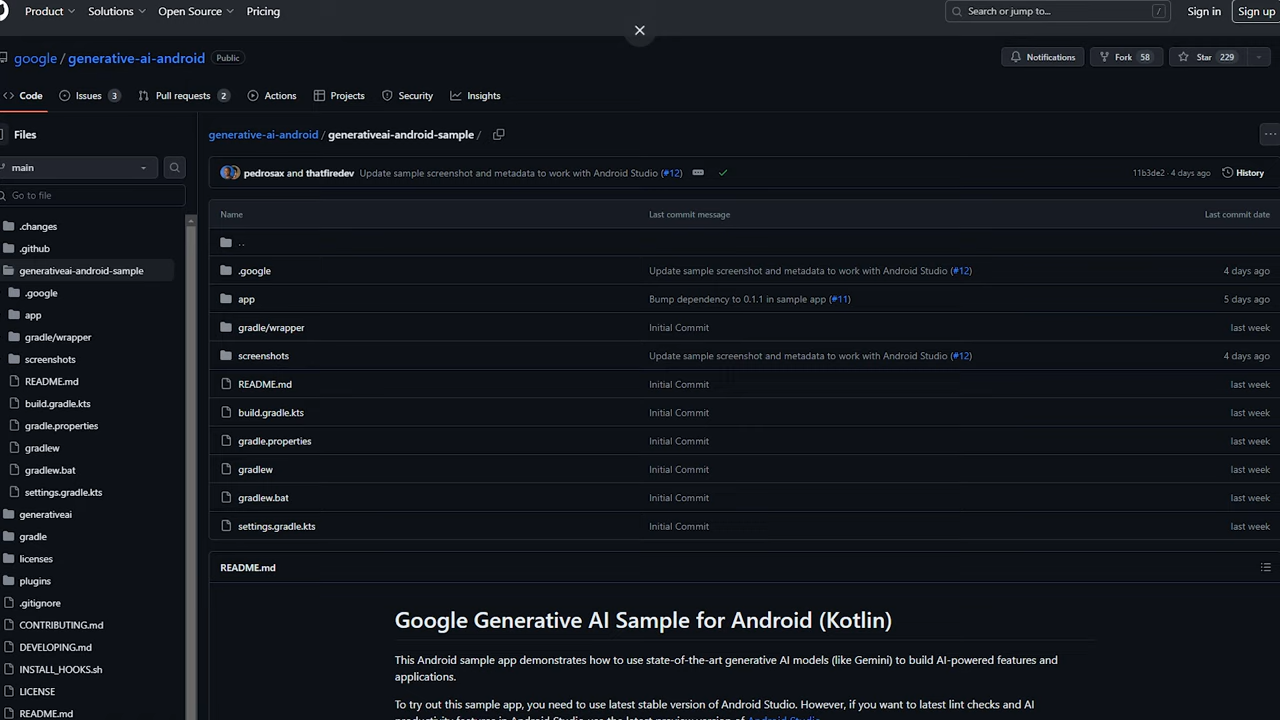 Product Solutions Open Source Pricing Search or jump to... / Sign in Sign up
google / generative-ai-android Public Notifications Fork 58 Star 229
Code Issues 3 Pull requests 2 Actions Projects Security Insights
Files
generative-ai-android / generativeai-android-sample /
main
pedrosax and thatfiredev Update sample screenshot and metadata to work with Android Studio (#12) 11b3de2 · 4 days ago History
Go to file
Name Last commit message Last commit date
.changes
.github
generativeai-android-sample
.google
app
gradle/wrapper
screenshots
README.md
build.gradle.kts
gradle.properties
gradlew
gradlew.bat
settings.gradle.kts
generativeai
gradle
licenses
plugins
.gitignore
CONTRIBUTING.md
DEVELOPING.md
INSTALL_HOOKS.sh
LICENSE
README.md
..
.google Update sample screenshot and metadata to work with Android Studio (#12) 4 days ago
app Bump dependency to 0.1.1 in sample app (#11) 5 days ago
gradle/wrapper Initial Commit last week
screenshots Update sample screenshot and metadata to work with Android Studio (#12) 4 days ago
README.md Initial Commit last week
build.gradle.kts Initial Commit last week
gradle.properties Initial Commit last week
gradlew Initial Commit last week
gradlew.bat Initial Commit last week
settings.gradle.kts Initial Commit last week
README.md
Google Generative AI Sample for Android (Kotlin)
This Android sample app demonstrates how to use state-of-the-art generative AI models (like Gemini) to build AI-powered features and
applications.
To try out this sample app, you need to use latest stable version of Android Studio. However, if you want to latest lint checks and AI
productivity features in Android Studio use the latest preview version of Android Studio.